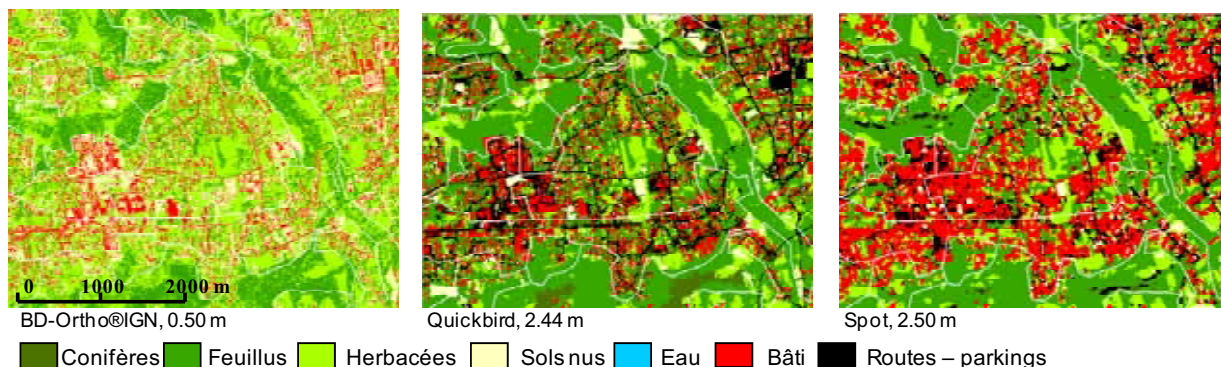 0 1000 2000 m
BD-Ortho®IGN, 0.50 m
Quickbird, 2.44 m
Spot, 2.50 m
Conifères Feuillus Herbacées Sols nus Eau Bâti Routes – parkings